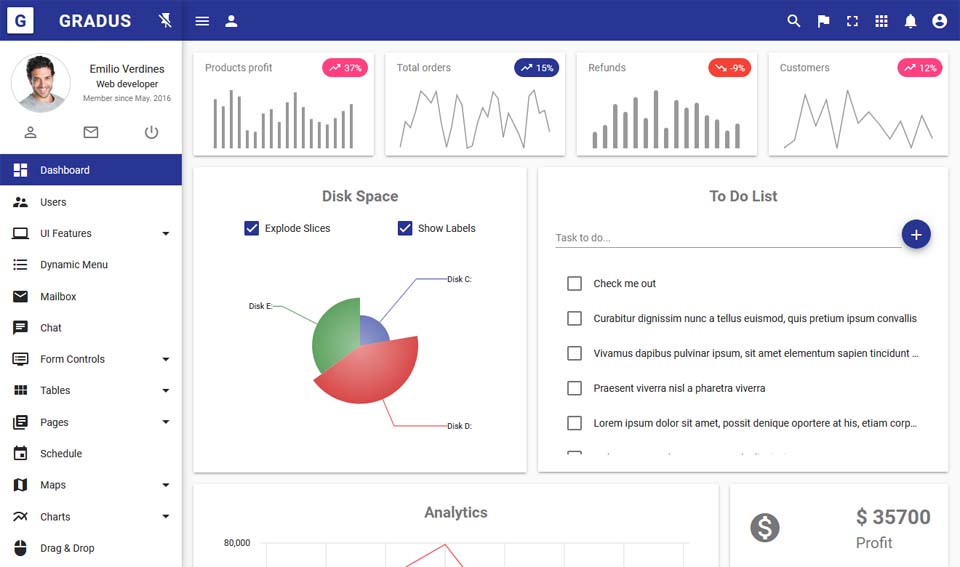 G GRADUS
Emilio Verdines
Web developer
Member since May. 2016
Dashboard
Users
UI Features
Dynamic Menu
Mailbox
Chat
Form Controls
Tables
Pages
Schedule
Maps
Charts
Drag & Drop
Products profit 37%
Total orders 15%
Refunds -9%
Customers 12%
Disk Space
Explode Slices Show Labels
Disk C:
Disk E:
Disk D:
To Do List
Task to do...
Check me out
Curabitur dignissim nunc a tellus euismod, quis pretium ipsum convallis
Vivamus dapibus pulvinar ipsum, sit amet elementum sapien tincidunt ...
Praesent viverra nisl a pharetra viverra
Lorem ipsum dolor sit amet, possit denique oportere at his, etiam corp...
Analytics
80,000
$ 35700
Profit